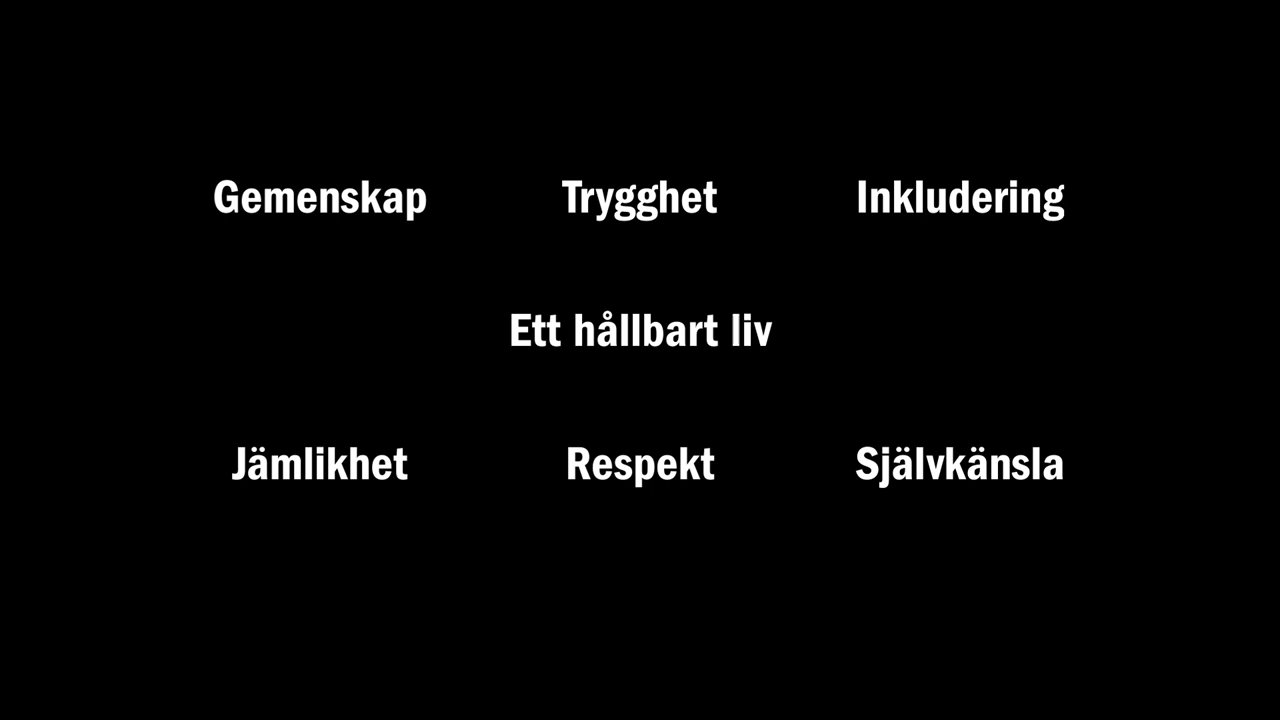 Gemenskap Trygghet Inkludering
Ett hållbart liv
Jämlikhet Respekt Självkänsla